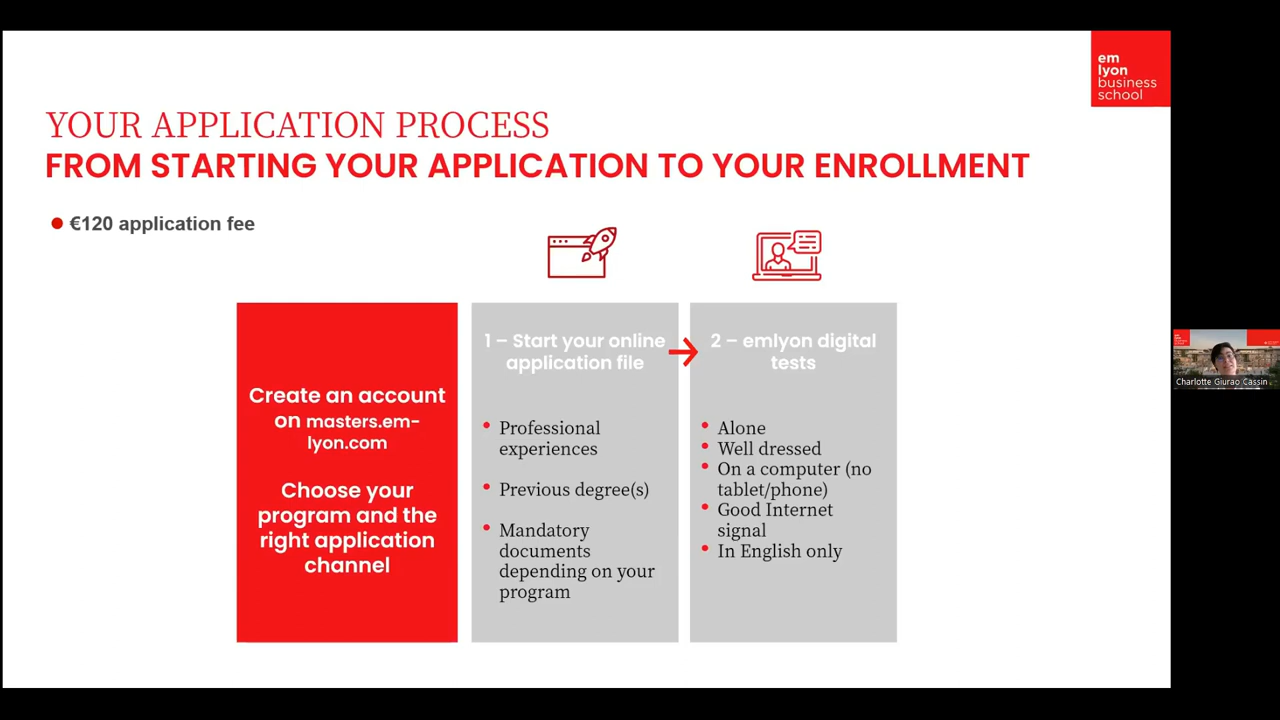 em
lyon
business
school
YOUR APPLICATION PROCESS
FROM STARTING YOUR APPLICATION TO YOUR ENROLLMENT
€120 application fee
Create an account
on masters.em-
lyon.com
Choose your
program and the
right application
channel
1 – Start your online
application file
Professional
experiences
Previous degree(s)
Mandatory
documents
depending on your
program
2 – emlyon digital
tests
Alone
Well dressed
On a computer (no
tablet/phone)
Good Internet
signal
In English only
Charlotte Giurao Cassin